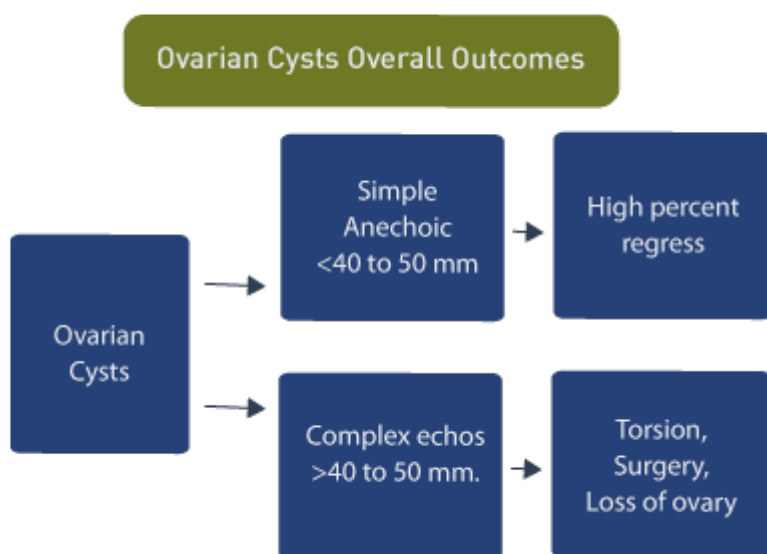 Ovarian Cysts Overall Outcomes
Simple
Anechoic
<40 to 50 mm
High percent
regress
Ovarian
Cysts
Complex echos
>40 to 50 mm.
Torsion,
Surgery,
Loss of ovary